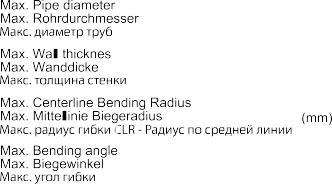 Max. Pipe diameter
Max. Rohrdurchmesser
Макс. диаметр труб
Max. Wall thicknes
Max. Wanddicke
Макс. толщина стенки
Max. Centerline Bending Radius
Max. Mittellinie Biegeradius
(mm)
Макс. радиус гибки CLR - Радиус по средней линии
Max. Bending angle
Max. Biegewinkel
Макс. угол гибки